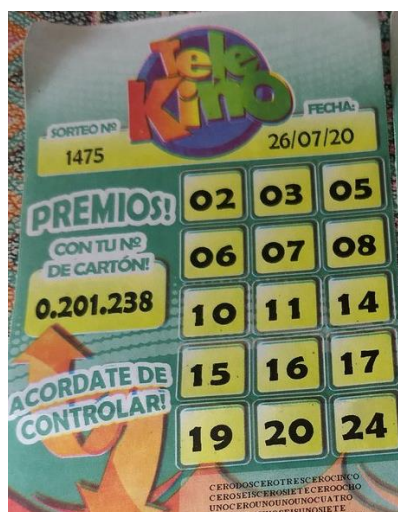 Tele
Kino
SORTEO Nº
FECHA:
1475
26/07/20
PREMIOS!
CON TU Nº
DE CARTÓN!
0.201.238
02 03 05
06 07 08
10 11 14
15 16 17
19 20 24
ACORDATE DE
CONTROLAR!
CERODOSCEROTRESCEROCINCO
CEROSEISCEROSIETECEROOCHO
UNOCEROUNOUNOUNOCUATRO